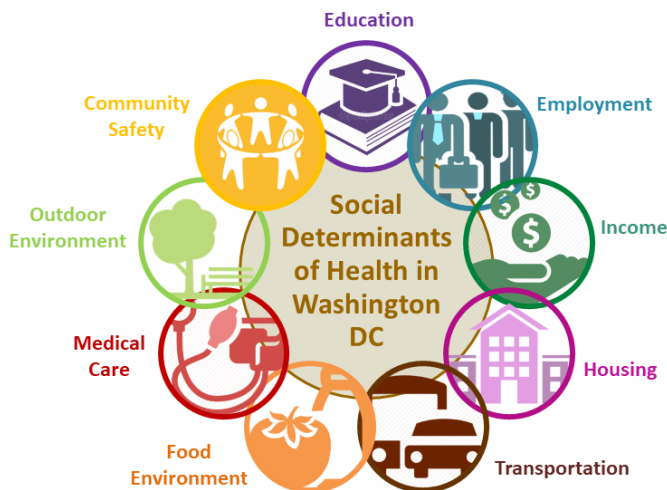 Education
Employment
Income
Housing
Transportation
Food
Environment
Medical
Care
Outdoor
Environment
Community
Safety
Social
Determinants
of Health in
Washington
DC